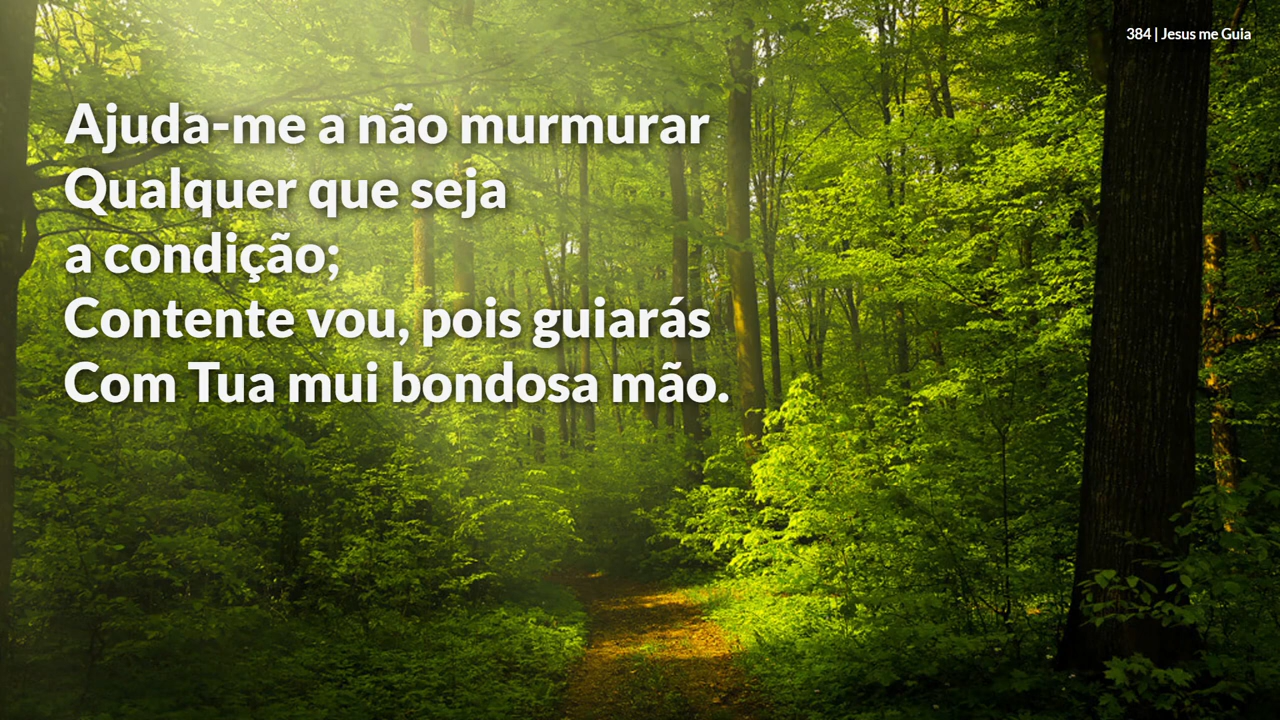 384 | Jesus me Guia
Ajuda-me a não murmurar
Qualquer que seja
a condição;
Contente vou, pois guiarás
Com Tua mui bondosa mão.